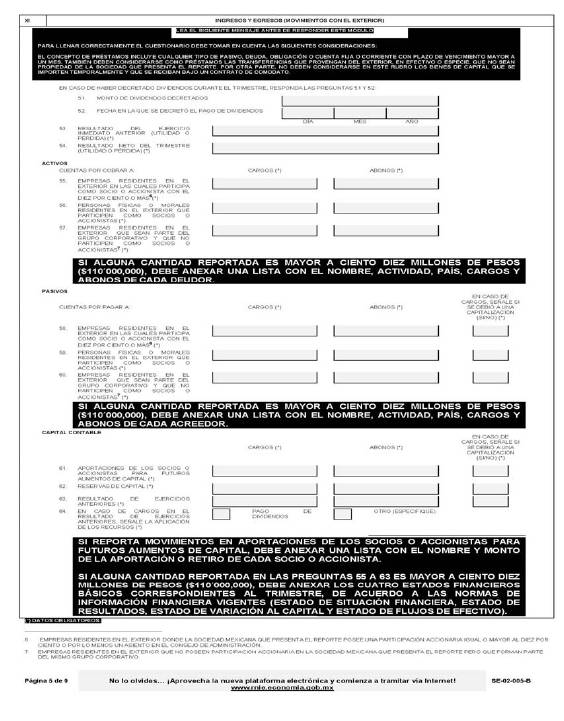 XI INGRESOS Y EGRESOS (MOVIMIENTOS CON EL EXTERIOR)
LEA EL SIGUIENTE MENSAJE ANTES DE RESPONDER ESTE MÓDULO
PARA LLENAR CORRECTAMENTE EL CUESTIONARIO DEBE TOMAR EN CUENTA LAS SIGUIENTES CONSIDERACIONES:
EL CONCEPTO DE PRÉSTAMOS INCLUYE CUALQUIER TIPO DE PASIVO, DEUDA, OBLIGACIÓN O CUENTA FIJA O CORRIENTE CON PLAZO DE VENCIMIENTO MAYOR A
UN MES. TAMBIÉN DEBEN CONSIDERARSE COMO PRÉSTAMOS LAS TRANSFERENCIAS QUE PROVENGAN DEL EXTERIOR, EN EFECTIVO O ESPECIE, QUE NO SEAN
PROPIEDAD DE LA SOCIEDAD QUE PRESENTA EL REPORTE. POR OTRA PARTE, NO DEBEN CONSIDERARSE EN ESTE RUBRO LOS BIENES DE CAPITAL QUE SE
IMPORTEN TEMPORALMENTE Y QUE SE RECIBAN BAJO UN CONTRATO DE COMODATO.
EN CASO DE HABER DECRETADO DIVIDENDOS DURANTE EL TRIMESTRE, RESPONDA LAS PREGUNTAS 51 Y 52
51. MONTO DE DIVIDENDOS DECRETADOS
52. FECHA EN LA QUE SE DECRETÓ EL PAGO DE DIVIDENDOS
DÍA MES AÑO
53. RESULTADO DEL EJERCICIO
INMEDIATO ANTERIOR (UTILIDAD O
PÉRDIDA) (*)
54. RESULTADO NETO DEL TRIMESTRE
(UTILIDAD O PÉRDIDA) (*)
ACTIVOS
CUENTAS POR COBRAR A: CARGOS (*) ABONOS (*)
55. EMPRESAS RESIDENTES EN EL
EXTERIOR EN LAS CUALES PARTICIPA
COMO SOCIO O ACCIONISTA CON EL
DIEZ POR CIENTO O MÁS6(*)
56. PERSONAS FÍSICAS O MORALES
RESIDENTES EN EL EXTERIOR QUE
PARTICIPEN COMO SOCIOS O
ACCIONISTAS (*)
57. EMPRESAS RESIDENTES EN EL
EXTERIOR QUE SEAN PARTE DEL
GRUPO CORPORATIVO Y QUE NO
PARTICIPEN COMO SOCIOS O
ACCIONISTAS7 (*)
SI ALGUNA CANTIDAD REPORTADA ES MAYOR A CIENTO DIEZ MILLONES DE PESOS
($110´000,000), DEBE ANEXAR UNA LISTA CON EL NOMBRE, ACTIVIDAD, PAÍS, CARGOS Y
ABONOS DE CADA DEUDOR.
PASIVOS
CUENTAS POR PAGAR A: CARGOS (*) ABONOS (*)
EN CASO DE
CARGOS, SEÑALE SI
SE DEBIÓ A UNA
CAPITALIZACIÓN
(SI/NO) (*)
58. EMPRESAS RESIDENTES EN EL
EXTERIOR EN LAS CUALES PARTICIPA
COMO SOCIO O ACCIONISTA CON EL
DIEZ POR CIENTO O MÁS6 (*)
59. PERSONAS FÍSICAS O MORALES
RESIDENTES EN EL EXTERIOR QUE
PARTICIPEN COMO SOCIOS O
ACCIONISTAS (*)
60. EMPRESAS RESIDENTES EN EL
EXTERIOR QUE SEAN PARTE DEL
GRUPO CORPORATIVO Y QUE NO
PARTICIPEN COMO SOCIOS O
ACCIONISTAS7 (*)
SI ALGUNA CANTIDAD REPORTADA ES MAYOR A CIENTO DIEZ MILLONES DE PESOS
($110´000,000), DEBE ANEXAR UNA LISTA CON EL NOMBRE, ACTIVIDAD, PAÍS, CARGOS Y
ABONOS DE CADA ACREEDOR.
CAPITAL CONTABLE
CARGOS (*) ABONOS (*)
EN CASO DE
CARGOS, SEÑALE SI
SE DEBIÓ A UNA
CAPITALIZACIÓN
(SI/NO) (*)
61. APORTACIONES DE LOS SOCIOS O
ACCIONISTAS PARA FUTUROS
AUMENTOS DE CAPITAL (*)
62. RESERVAS DE CAPITAL (*)
63. RESULTADO DE EJERCICIOS
ANTERIORES (*)
64. EN CASO DE CARGOS EN EL
RESULTADO DE EJERCICIOS
ANTERIORES, SEÑALE LA APLICACIÓN
DE LOS RECURSOS (*)
PAGO DE
DIVIDENDOS
OTRO (ESPECIFIQUE):
SI REPORTA MOVIMIENTOS EN APORTACIONES DE LOS SOCIOS O ACCIONISTAS PARA
FUTUROS AUMENTOS DE CAPITAL, DEBE ANEXAR UNA LISTA CON EL NOMBRE Y MONTO
DE LA APORTACIÓN O RETIRO DE CADA SOCIO O ACCIONISTA.
SI ALGUNA CANTIDAD REPORTADA EN LAS PREGUNTAS 55 A 63 ES MAYOR A CIENTO DIEZ
MILLONES DE PESOS ($110´000,000), DEBE ANEXAR LOS CUATRO ESTADOS FINANCIEROS
BÁSICOS CORRESPONDIENTES AL TRIMESTRE, DE ACUERDO A LAS NORMAS DE
INFORMACIÓN FINANCIERA VIGENTES (ESTADO DE SITUACIÓN FINANCIERA, ESTADO DE
RESULTADOS, ESTADO DE VARIACIÓN AL CAPITAL Y ESTADO DE FLUJOS DE EFECTIVO).
(*) DATOS OBLIGATORIOS.
6. EMPRESAS RESIDENTES EN EL EXTERIOR DONDE LA SOCIEDAD MEXICANA QUE PRESENTA EL REPORTE POSEE UNA PARTICIPACIÓN ACCIONARIA IGUAL O MAYOR AL DIEZ POR
CIENTO O POR LO MENOS UN ASIENTO EN EL CONSEJO DE ADMINISTRACIÓN.
7. EMPRESAS RESIDENTES EN EL EXTERIOR QUE NO POSEEN PARTICIPACIÓN ACCIONARIA EN LA SOCIEDAD MEXICANA QUE PRESENTA EL REPORTE PERO QUE FORMAN PARTE
DEL MISMO GRUPO CORPORATIVO.
Página 5 de 9 No lo olvides... ¡Aprovecha la nueva plataforma electrónica y comienza a tramitar vía Internet! SE-02-005-B
www.rnie.economia.gob.mx